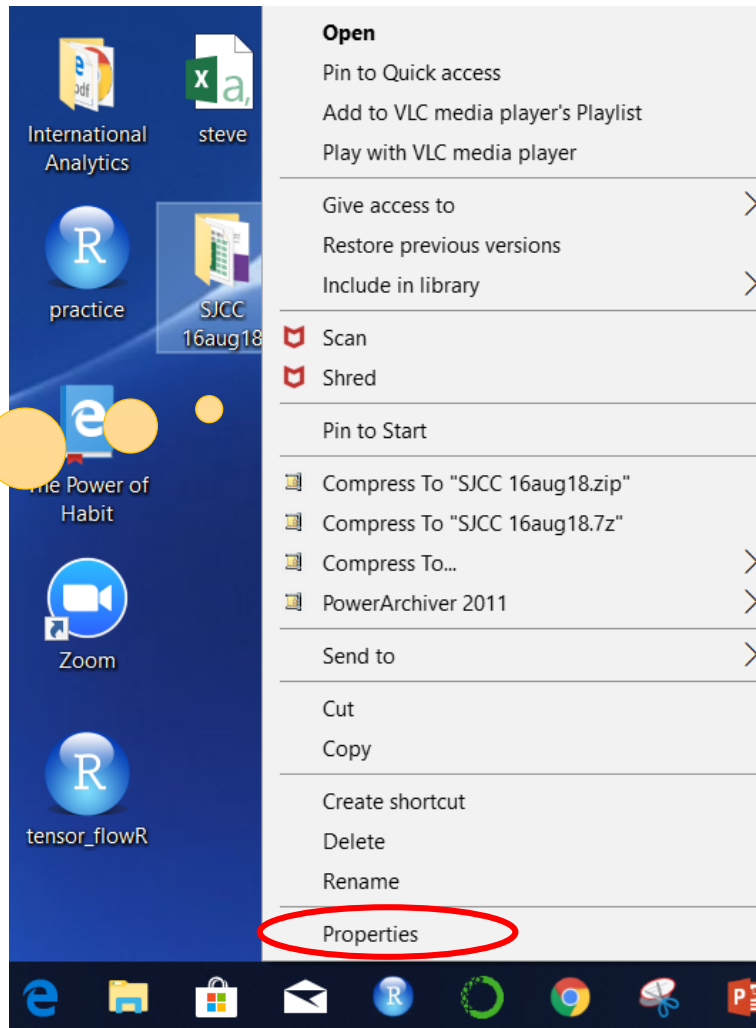 International
Analytics
steve
practice
SJCC
16aug18
The Power of
Habit
Zoom
tensor_flowR
Open
Pin to Quick access
Add to VLC media player's Playlist
Play with VLC media player
Give access to
Restore previous versions
Include in library
Scan
Shred
Pin to Start
Compress To "SJCC 16aug18.zip"
Compress To "SJCC 16aug18.7z"
Compress To...
PowerArchiver 2011
Send to
Cut
Copy
Create shortcut
Delete
Rename
Properties